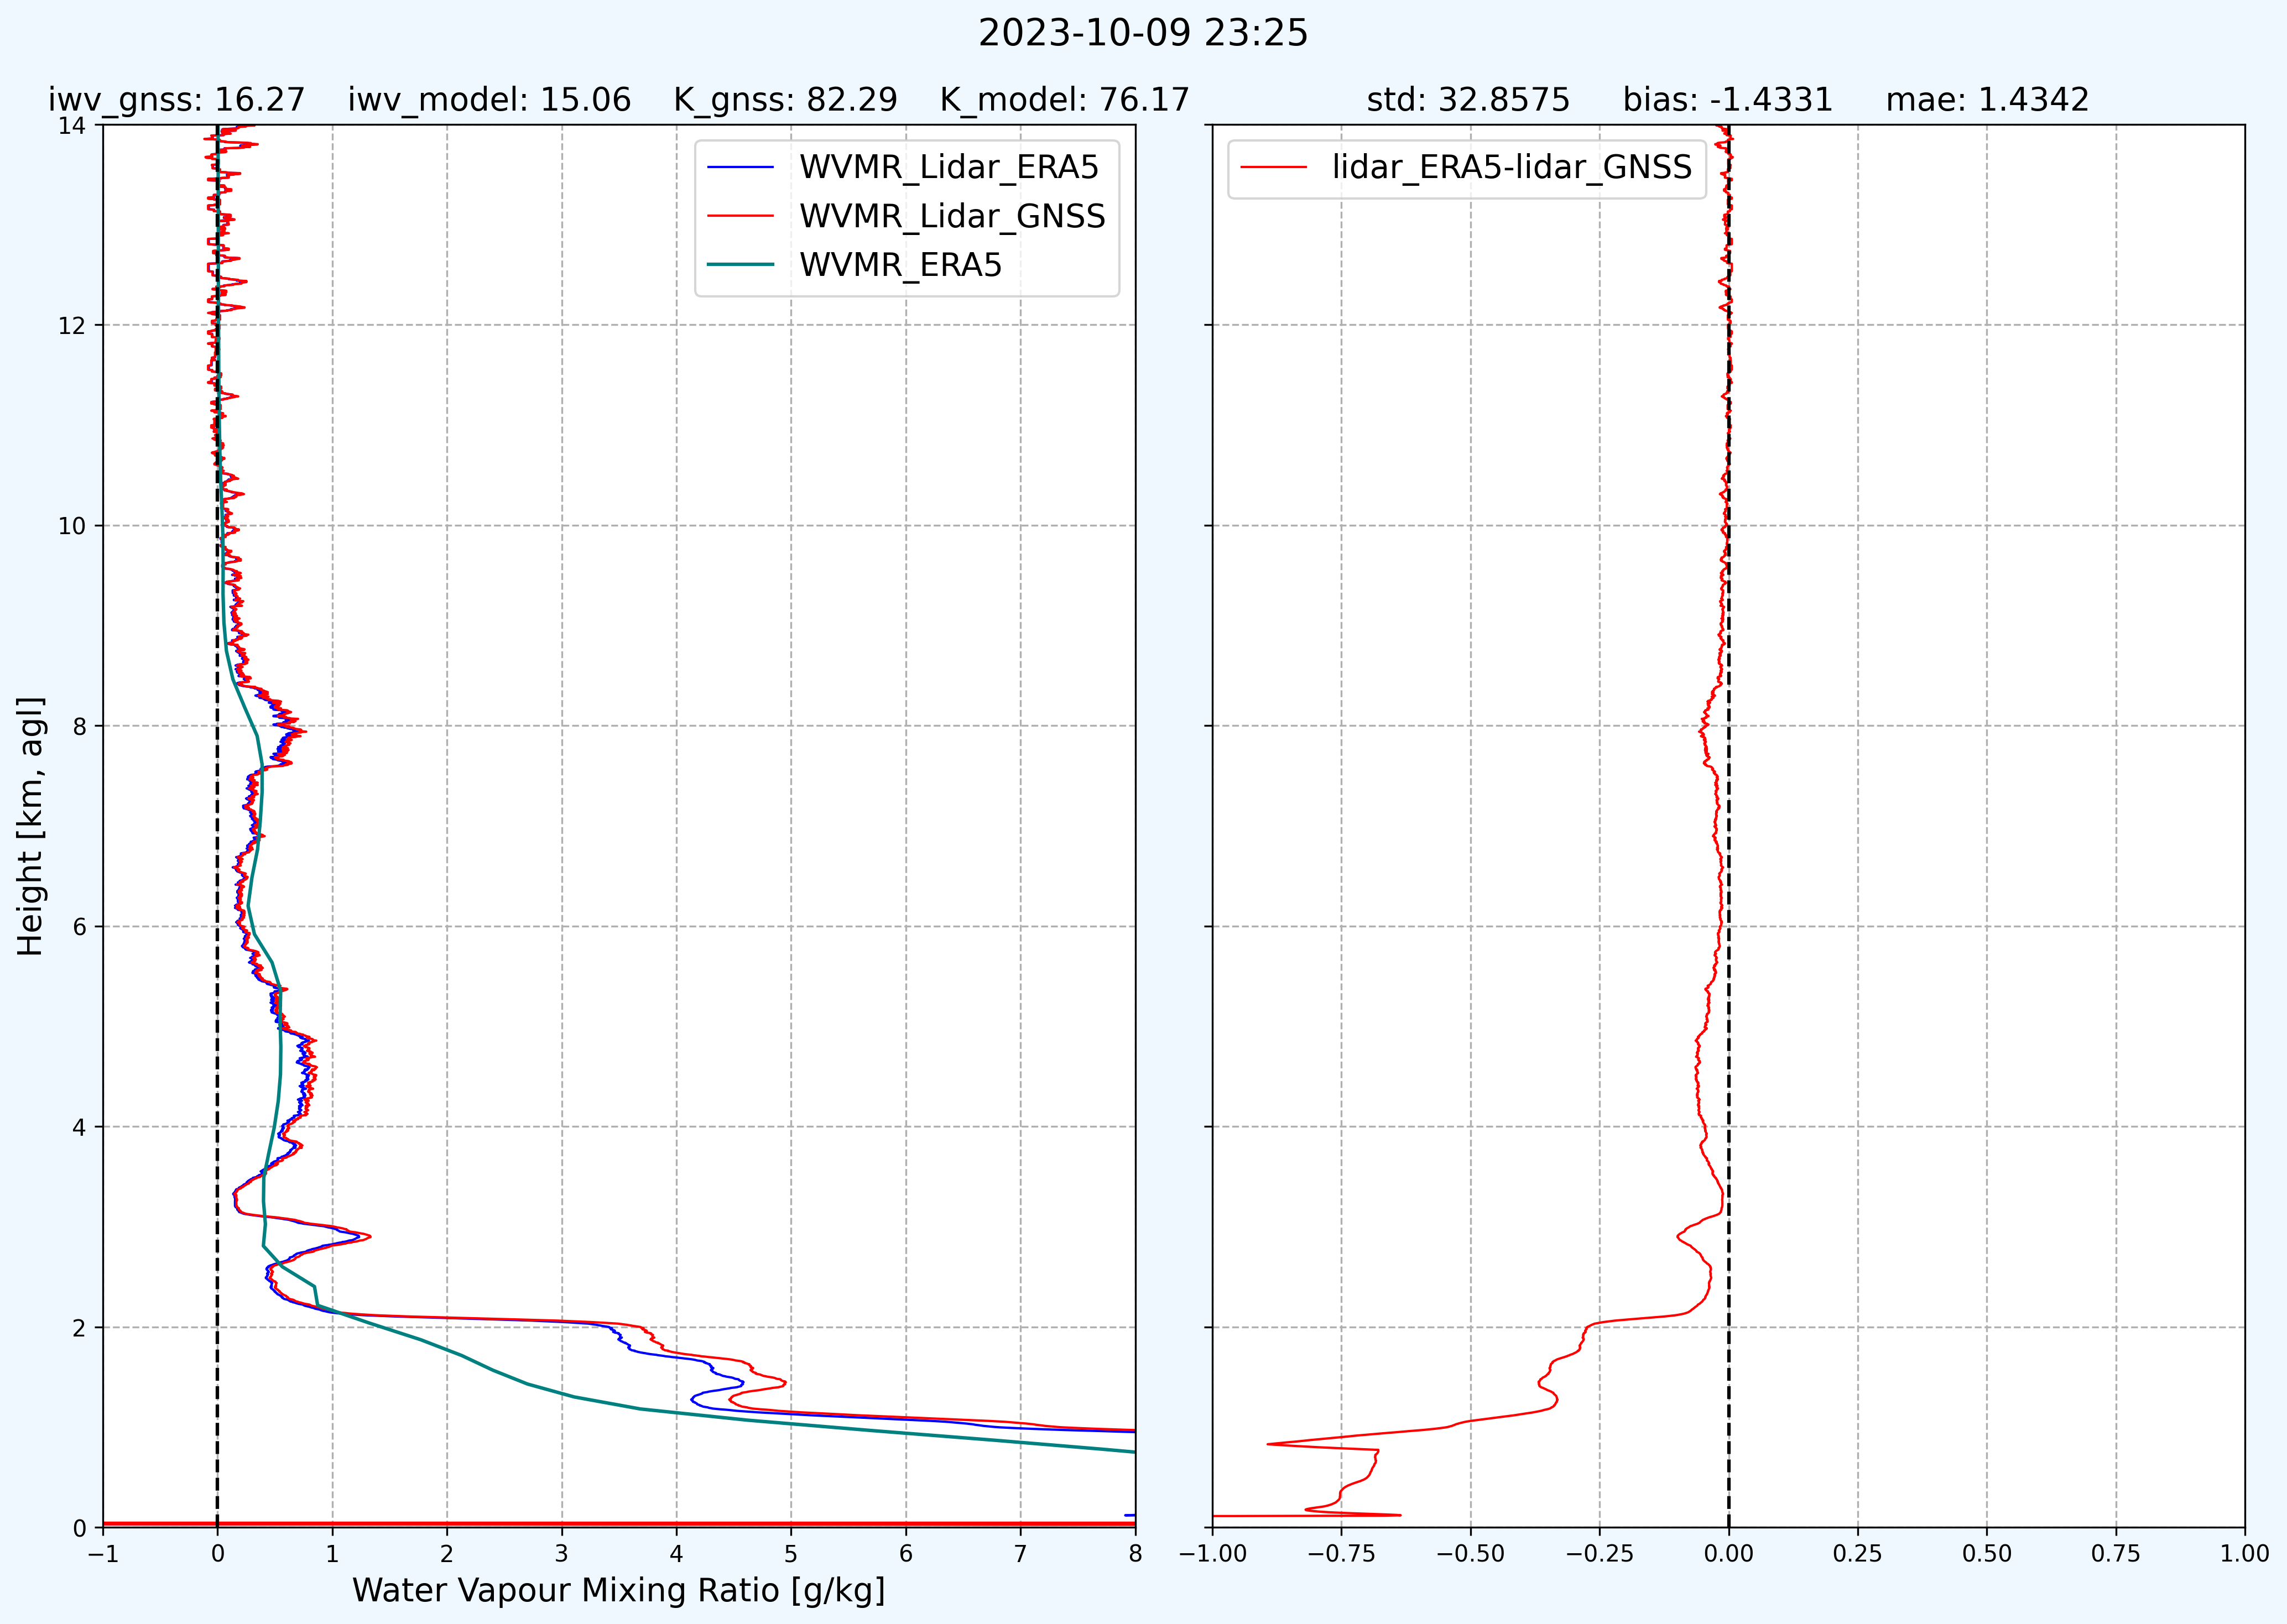 2023-10-09 23:25
iwv_gnss: 16.27 iwv_model: 15.06 K_gnss: 82.29 K_model: 76.17
std: 32.8575 bias: -1.4331 mae: 1.4342
WVMR_Lidar_ERA5
WVMR_Lidar_GNSS
WVMR_ERA5
lidar_ERA5-lidar_GNSS
Height [km, agl]
14
12
10
8
6
4
2
0
−1 0 1 2 3 4 5 6 7 8
−1.00 −0.75 −0.50 −0.25 0.00 0.25 0.50 0.75 1.00
Water Vapour Mixing Ratio [g/kg]